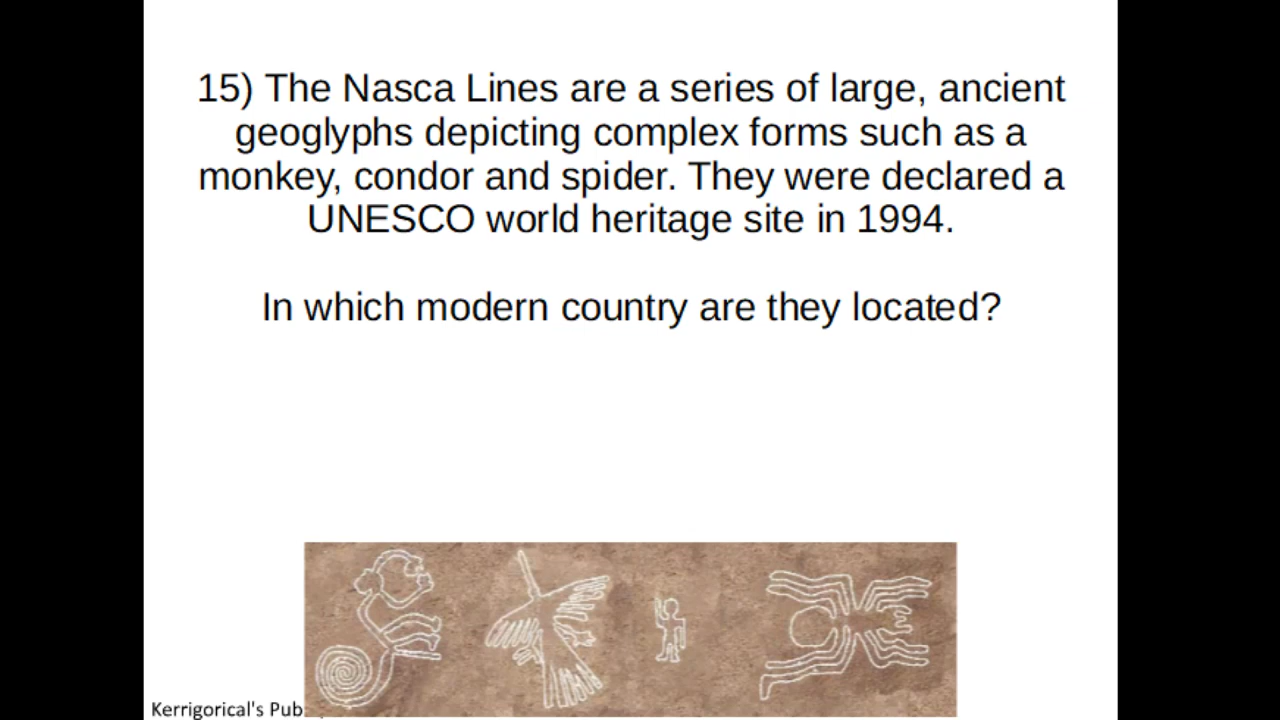 15) The Nasca Lines are a series of large, ancient
geoglyphs depicting complex forms such as a
monkey, condor and spider. They were declared a
UNESCO world heritage site in 1994.
In which modern country are they located?
Kerrigorical's Pub